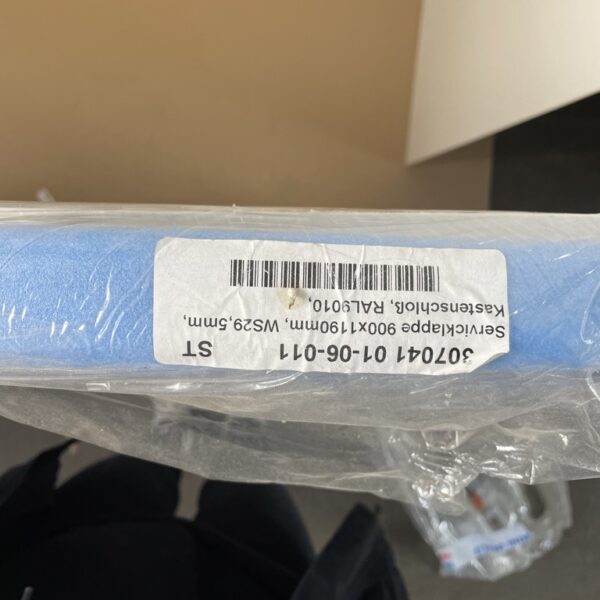 307041 01-06-011 ST
Servicklappe 900x1190mm, WS29,5mm,
Kastenschloß, RAL9010,